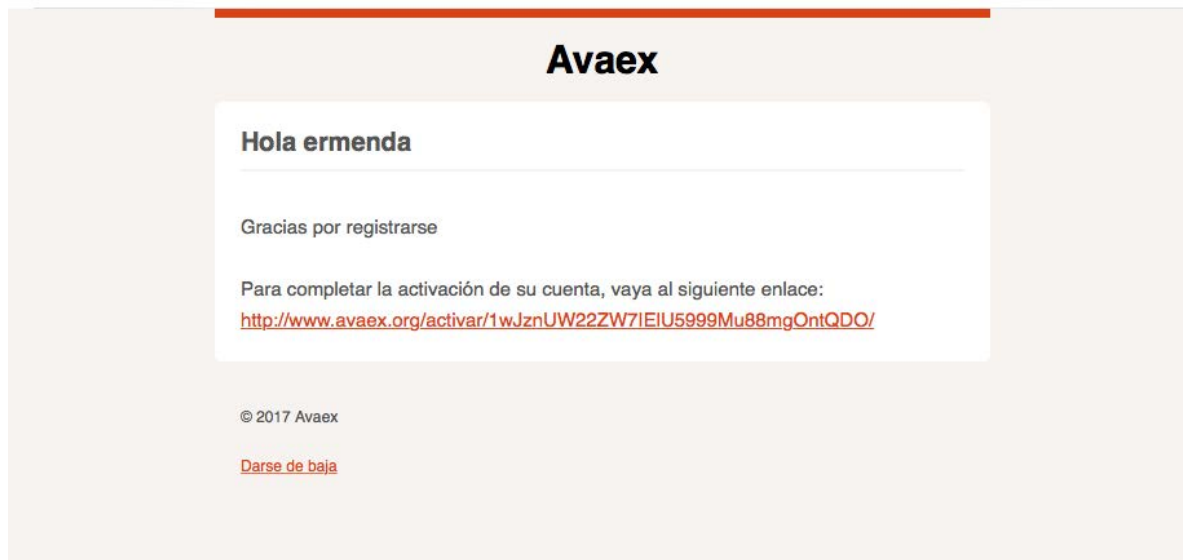 Avaex
Hola ermenda
Gracias por registrarse
Para completar la activación de su cuenta, vaya al siguiente enlace:
http://www.avaex.org/activar/1wJznUW22ZW7IElU5999Mu88mgOntQDO/
© 2017 Avaex
Darse de baja